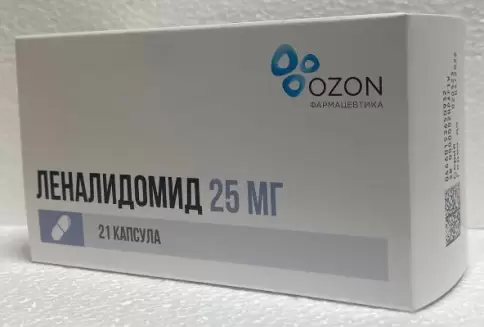 OZON
ФАРМАЦЕВТИКА
ЛЕНАЛИДОМИД 25 МГ
21 КАПСУЛА